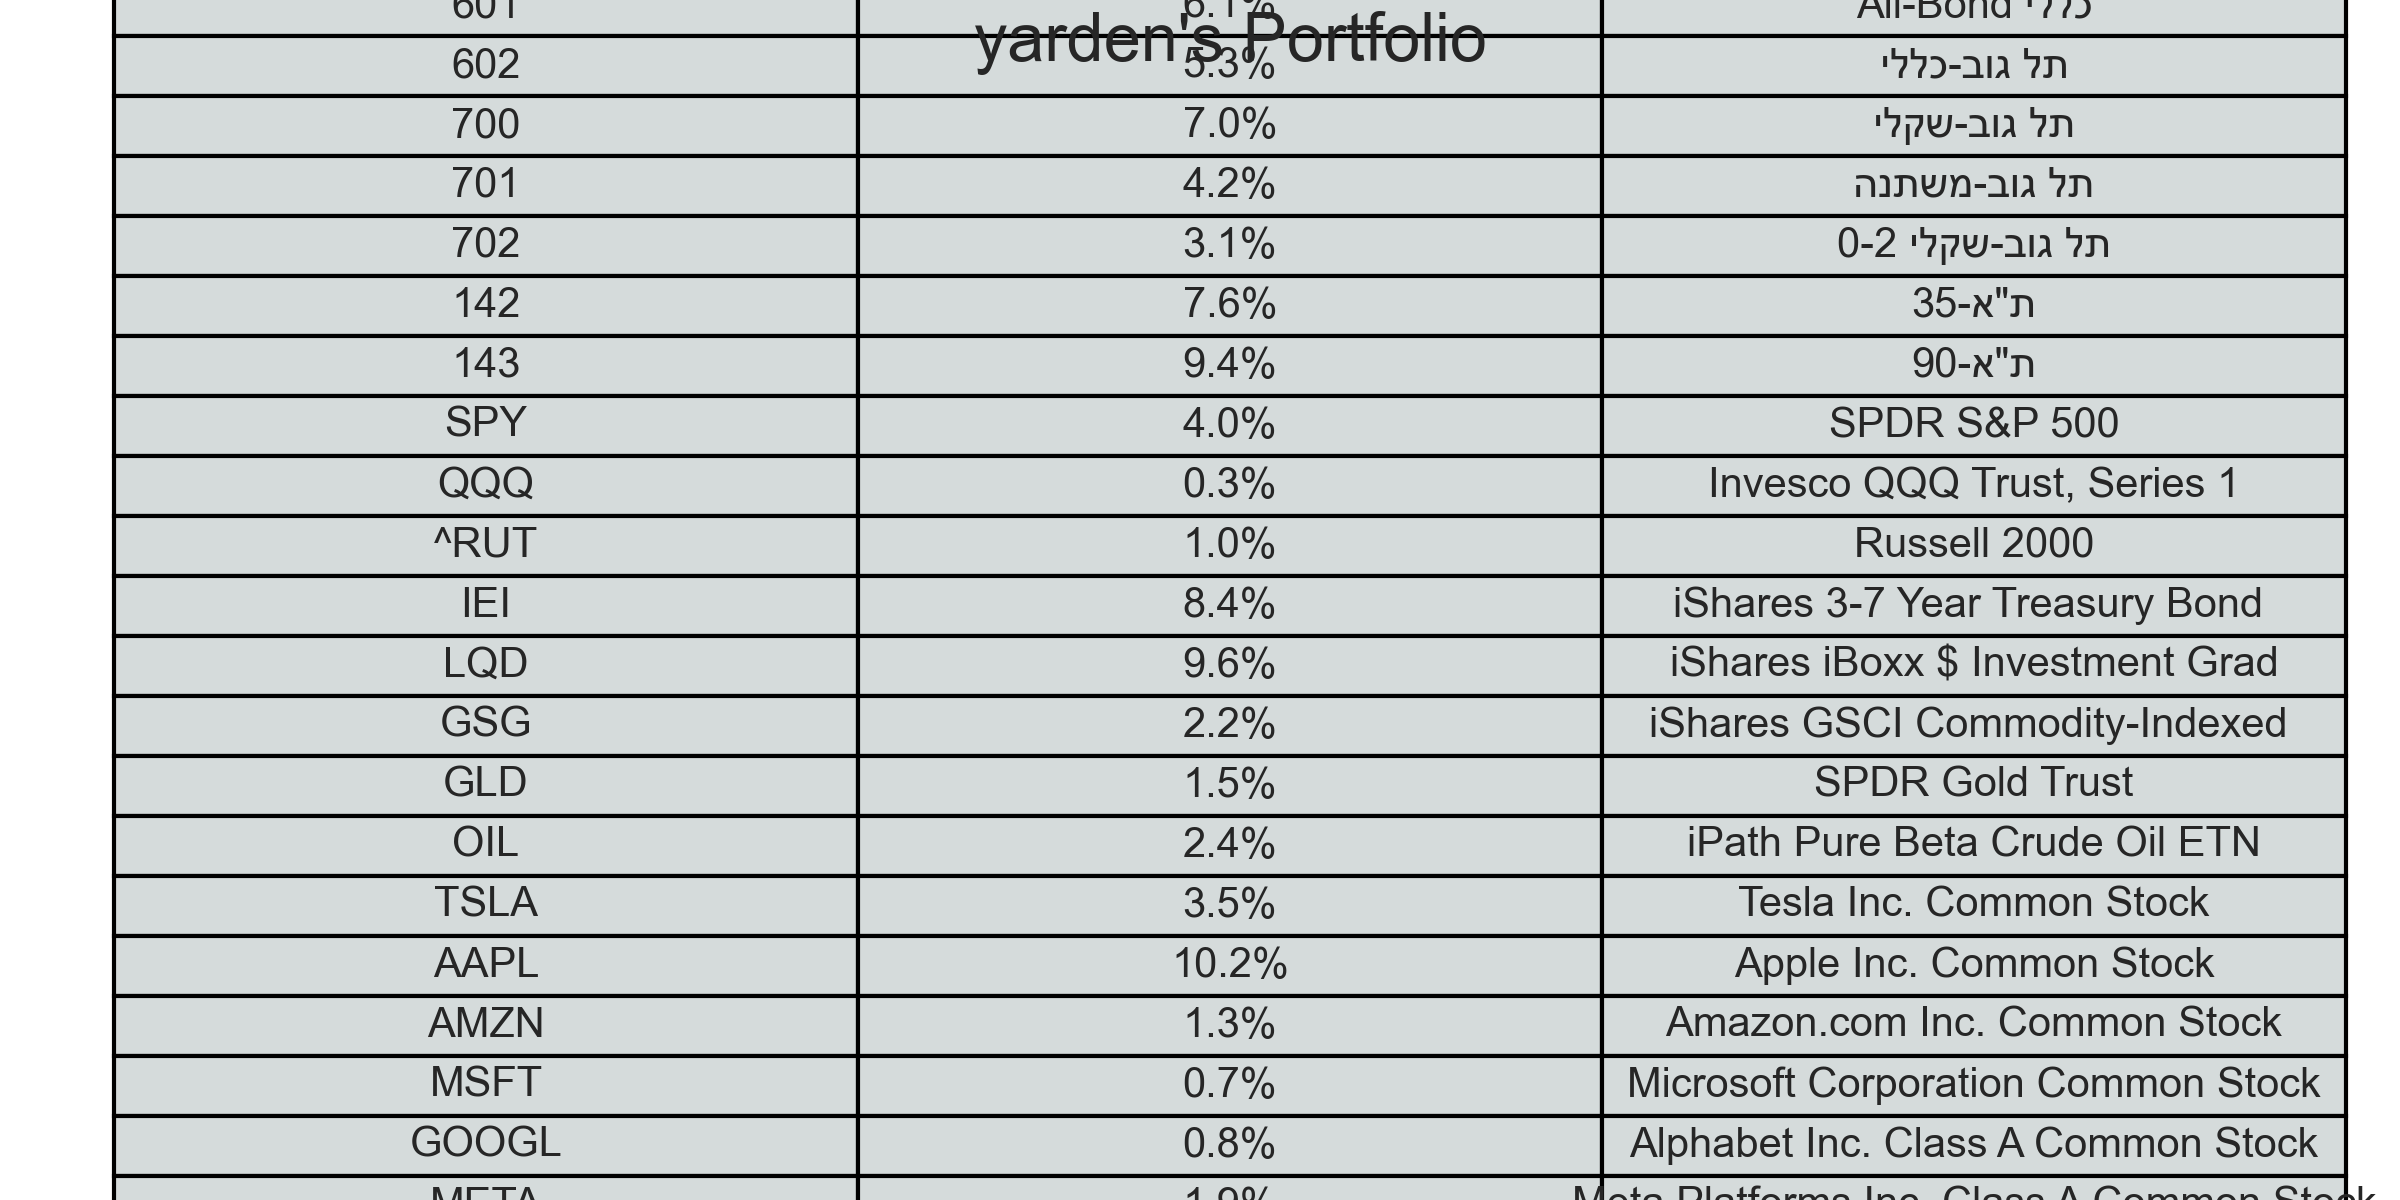 yarden's Portfolio
601 6.1% All-Bond כללי
602 5.3% תל גוב-כללי
700 7.0% תל גוב-שקלי
701 4.2% תל גוב-משתנה
702 3.1% תל גוב-שקלי 0-2
142 7.6% ת"א-35
143 9.4% ת"א-90
SPY 4.0% SPDR S&P 500
QQQ 0.3% Invesco QQQ Trust, Series 1
^RUT 1.0% Russell 2000
IEI 8.4% iShares 3-7 Year Treasury Bond
LQD 9.6% iShares iBoxx $ Investment Grad
GSG 2.2% iShares GSCI Commodity-Indexed
GLD 1.5% SPDR Gold Trust
OIL 2.4% iPath Pure Beta Crude Oil ETN
TSLA 3.5% Tesla Inc. Common Stock
AAPL 10.2% Apple Inc. Common Stock
AMZN 1.3% Amazon.com Inc. Common Stock
MSFT 0.7% Microsoft Corporation Common Stock
GOOGL 0.8% Alphabet Inc. Class A Common Stock
META 1.9% Meta Platforms Inc. Class A Common Stock